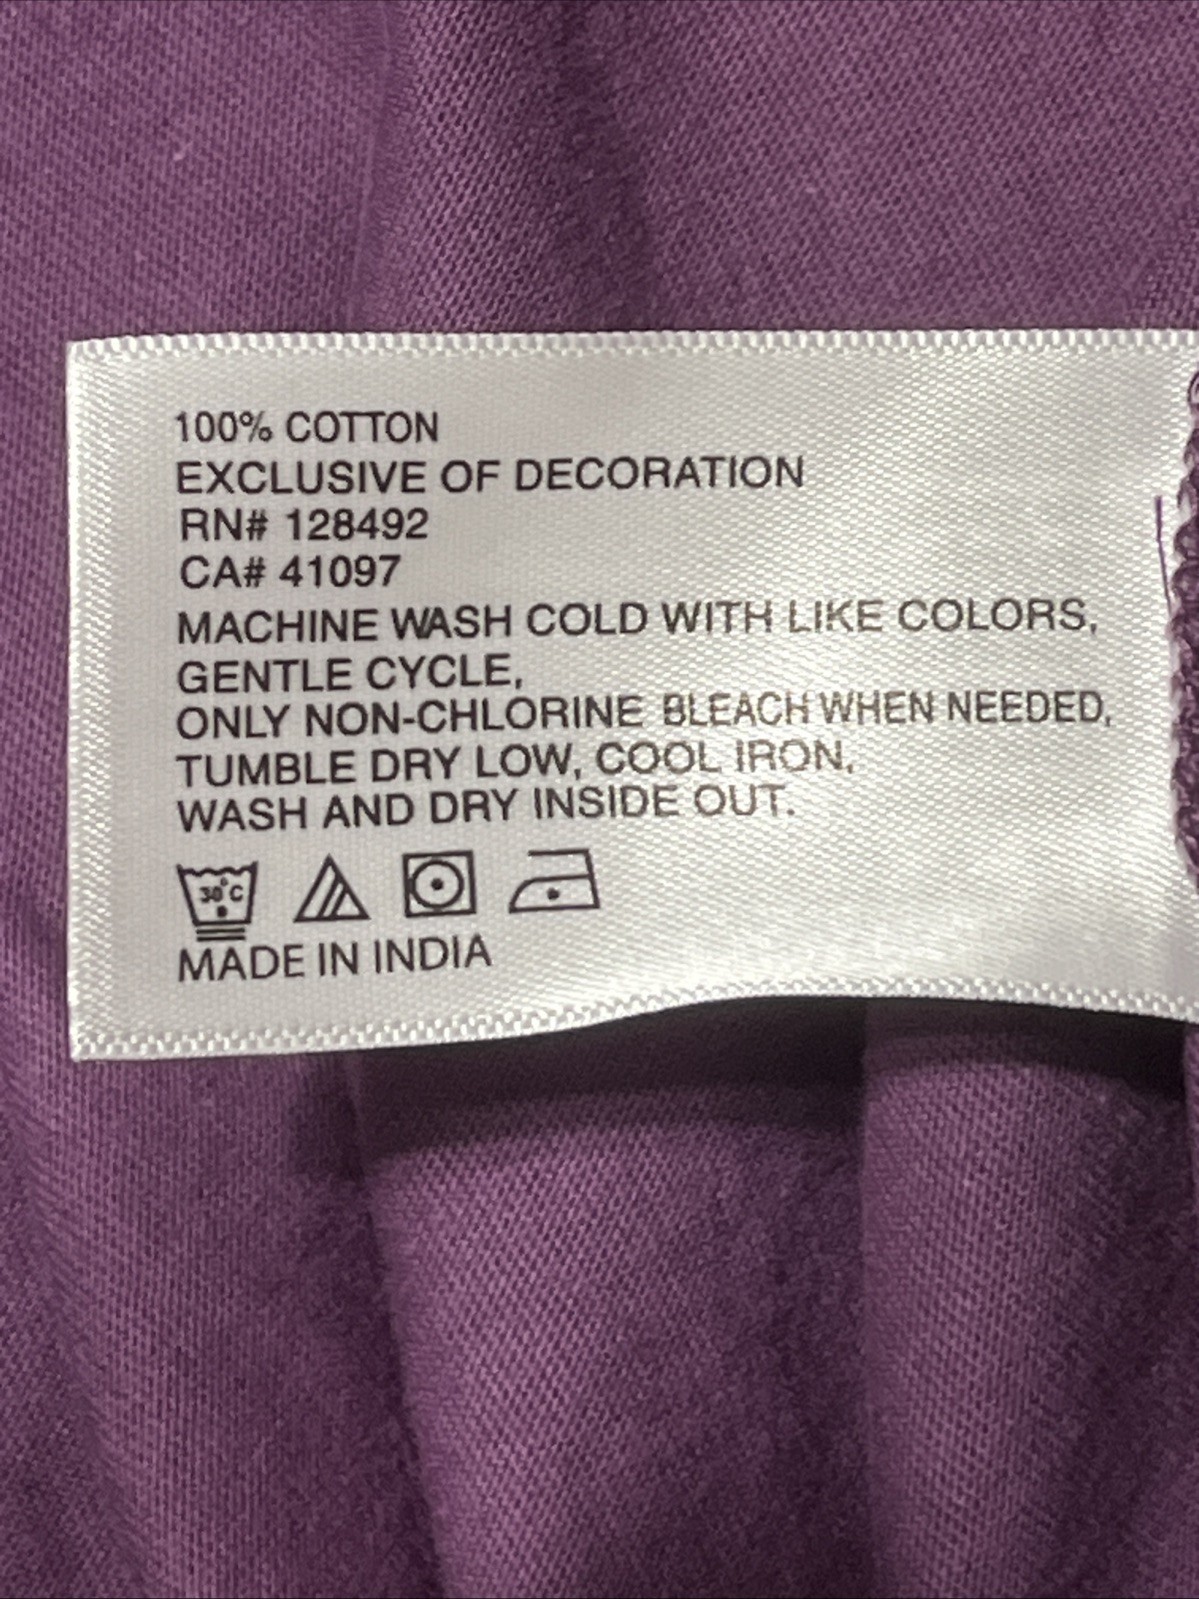 100% COTTON
EXCLUSIVE OF DECORATION
RN# 128492
CA# 41097
MACHINE WASH COLD WITH LIKE COLORS,
GENTLE CYCLE,
ONLY NON-CHLORINE BLEACH WHEN NEEDED,
TUMBLE DRY LOW, COOL IRON,
WASH AND DRY INSIDE OUT.
30°C
MADE IN INDIA